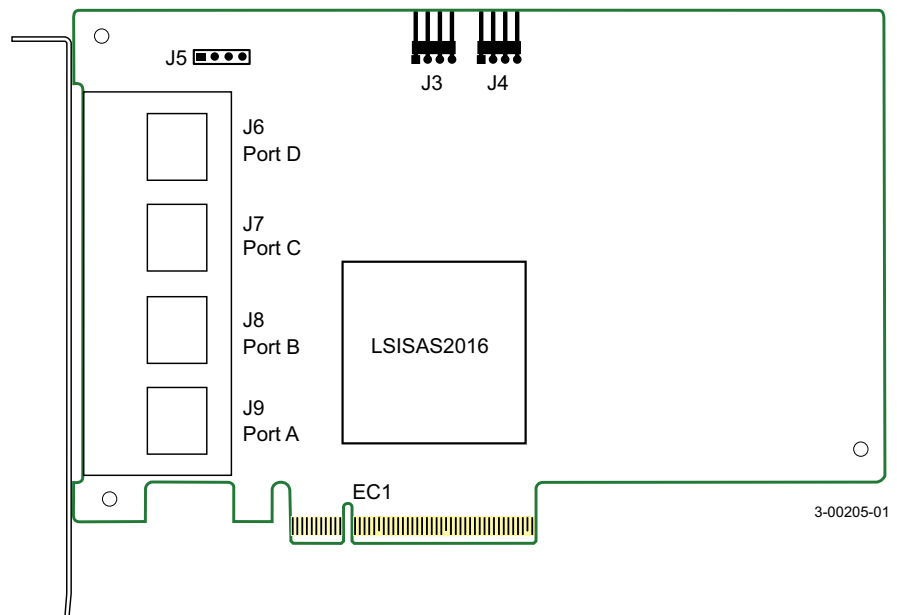 J5
J3
J4
J6
Port D
J7
Port C
J8
Port B
LSISAS2016
J9
Port A
EC1
3-00205-01